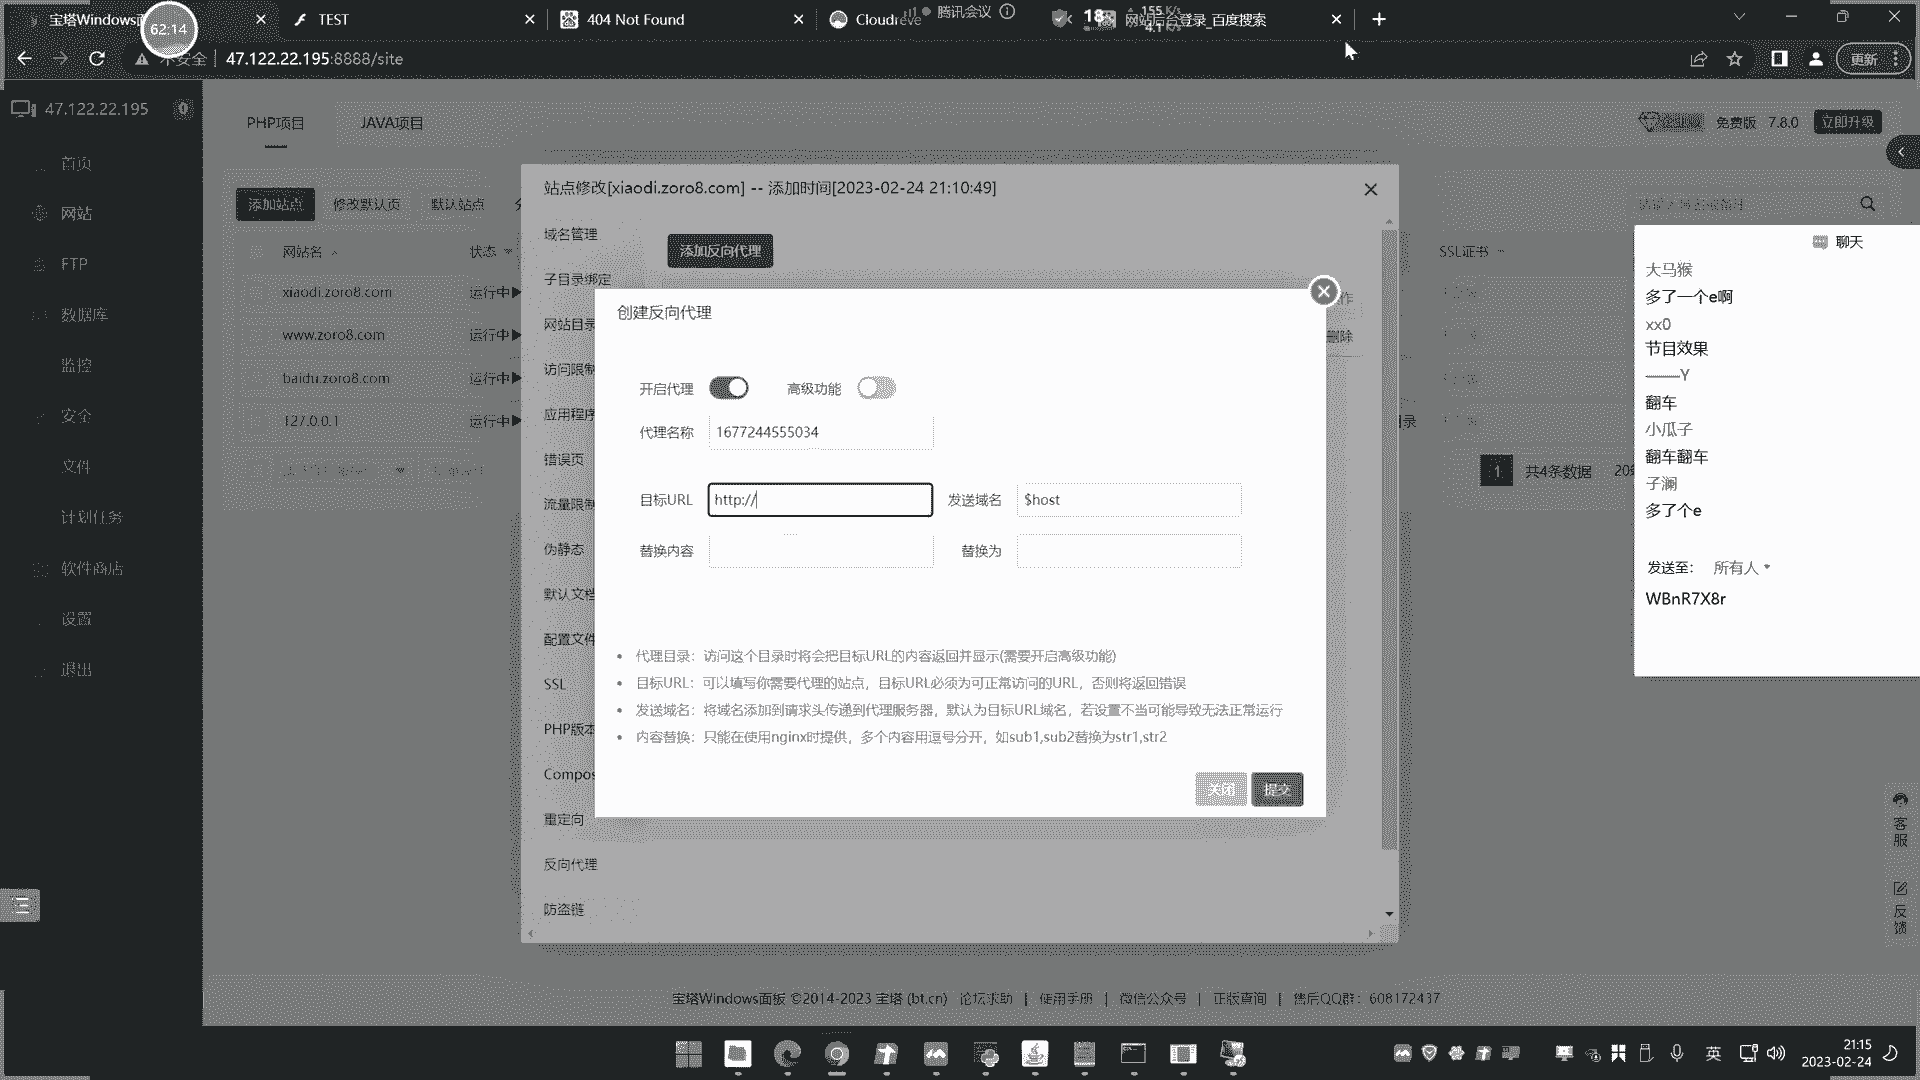 宝塔Windows
62:14
TEST
404 Not Found
Cloudreve
腾讯会议
18
155 K/s
4.1 K/s
网站后台登录_百度搜索
不安全
47.122.22.195:8888/site
更新
47.122.22.195
0
首页
网站
FTP
数据库
监控
安全
文件
计划任务
软件商店
设置
退出
PHP项目
JAVA项目
免费版
7.8.0
立即升级
添加站点
修改默认页
默认站点
网站名
状态
SSL证书
xiaodi.zoro8.com
运行中
www.zoro8.com
运行中
baidu.zoro8.com
运行中
127.0.0.1
运行中
1
共4条数据
站点修改[xiaodi.zoro8.com] -- 添加时间[2023-02-24 21:10:49]
域名管理
子目录绑定
网站目录
访问限制
应用程序
错误页
流量限制
伪静态
默认文档
配置文件
SSL
PHP版本
Compos
重定向
反向代理
防盗链
添加反向代理
作
删除
创建反向代理
开启代理
高级功能
代理名称
1677244555034
目标URL
http://
发送域名
$host
替换内容
替换为
代理目录：访问这个目录时将会把目标URL的内容返回并显示(需要开启高级功能)
目标URL：可以填写你需要代理的站点，目标URL必须为可正常访问的URL，否则将返回错误
发送域名：将域名添加到请求头传递到代理服务器，默认为目标URL域名，若设置不当可能导致无法正常运行
内容替换：只能在使用nginx时提供，多个内容用逗号分开，如sub1,sub2替换为str1,str2
关闭
提交
聊天
大马猴
多了一个e啊
xx0
节目效果
——Y
翻车
小瓜子
翻车翻车
子澜
多了个e
发送至：
所有人
WBnR7X8r
客服
反馈
宝塔Windows面板 ©2014-2023 宝塔 (bt.cn)
论坛求助 | 使用手册 | 微信公众号 | 正版查询 | 售后QQ群：608172437
英
21:15
2023-02-24